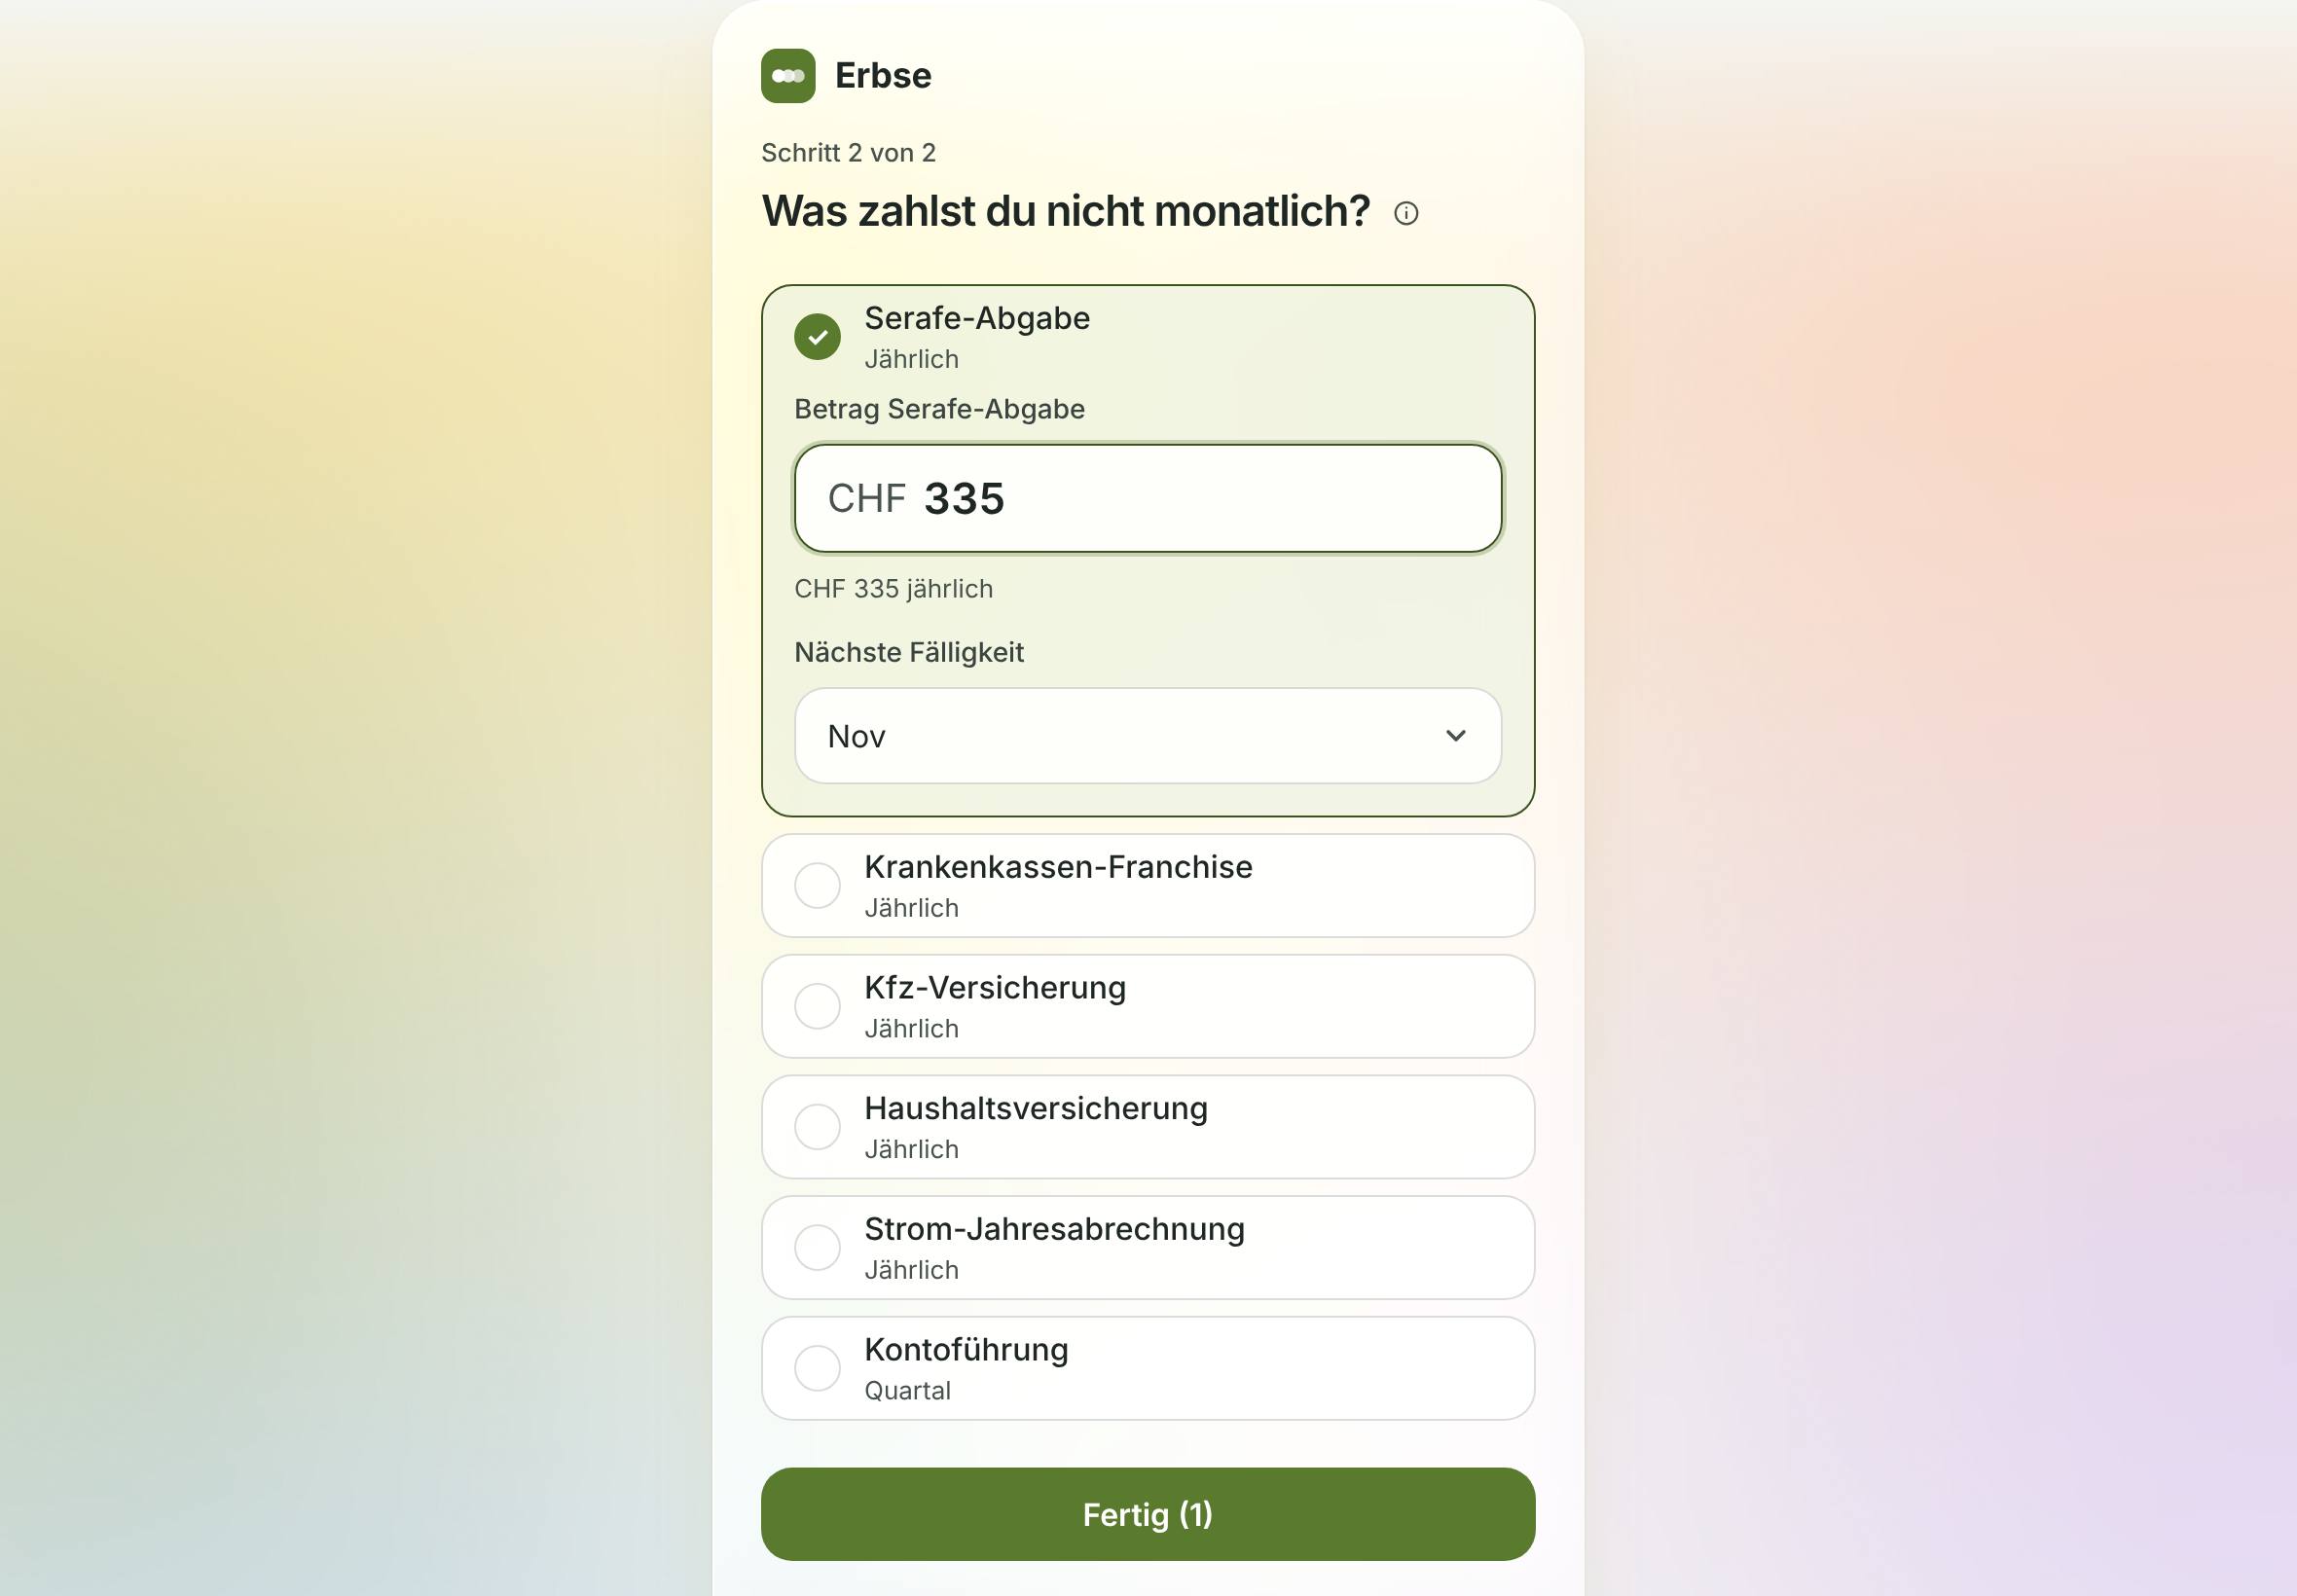 Erbse
Schritt 2 von 2
Was zahlst du nicht monatlich?
Serafe-Abgabe
Jährlich
Betrag Serafe-Abgabe
CHF 335
CHF 335 jährlich
Nächste Fälligkeit
Nov
Krankenkassen-Franchise
Jährlich
Kfz-Versicherung
Jährlich
Haushaltsversicherung
Jährlich
Strom-Jahresabrechnung
Jährlich
Kontoführung
Quartal
Fertig (1)